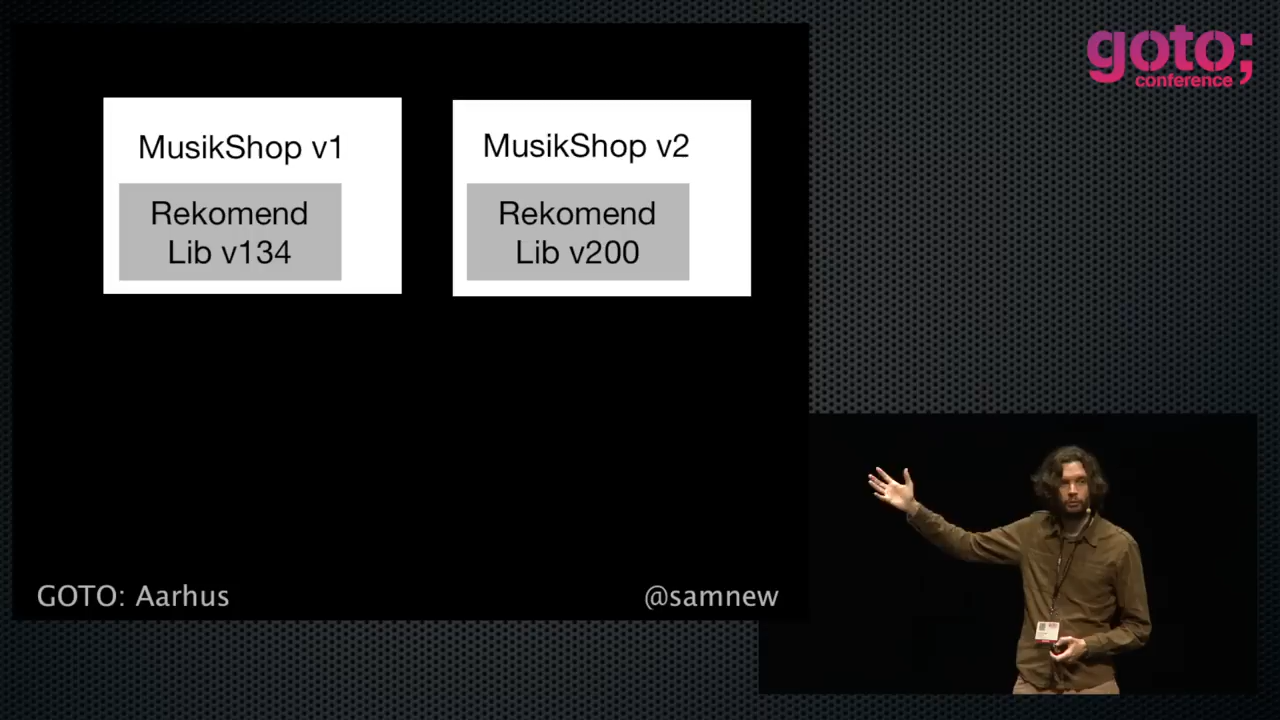 goto;
conference
MusikShop v1
Rekomend
Lib v134
MusikShop v2
Rekomend
Lib v200
GOTO: Aarhus
@samnew